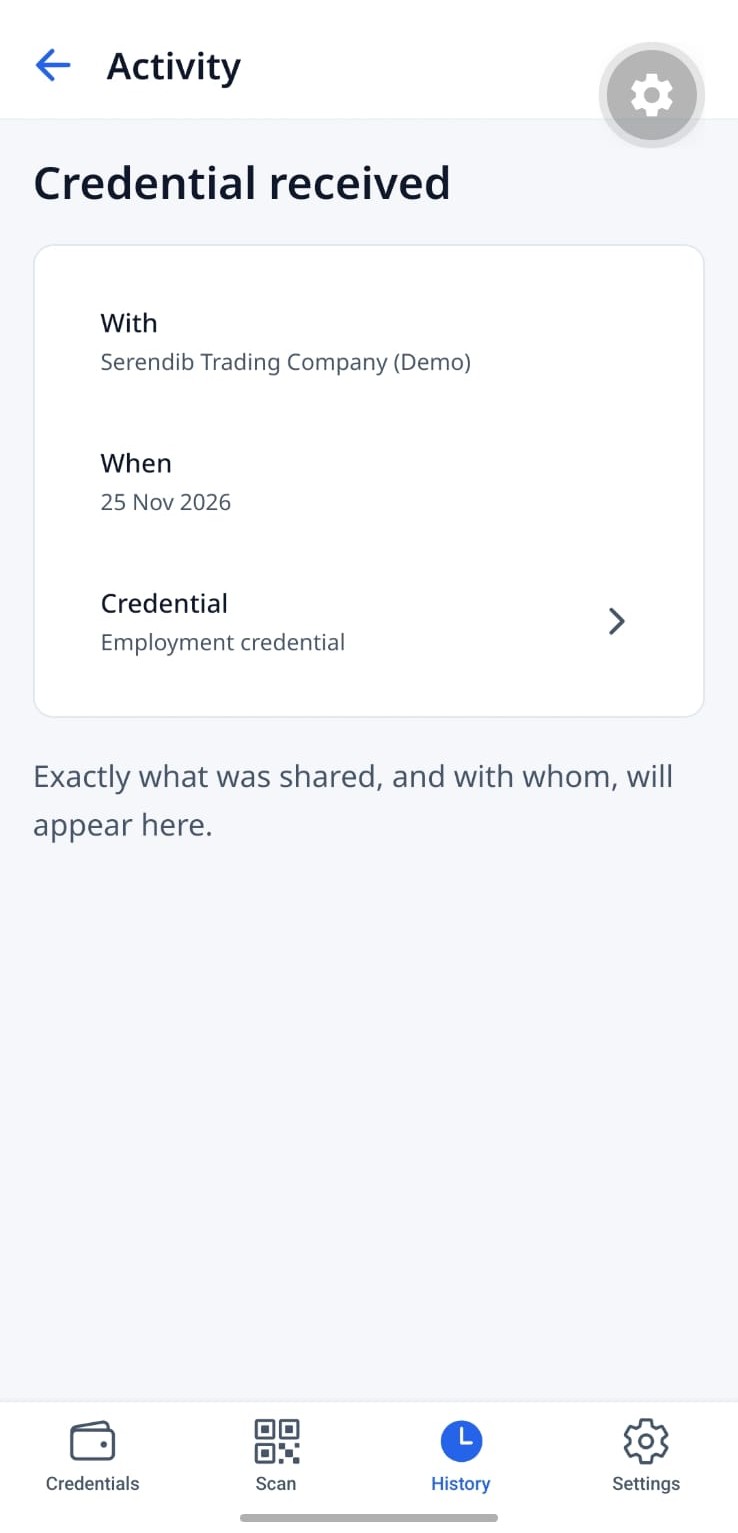 Activity
Credential received
With
Serendib Trading Company (Demo)
When
25 Nov 2026
Credential
Employment credential
Exactly what was shared, and with whom, will
appear here.
Credentials
Scan
History
Settings